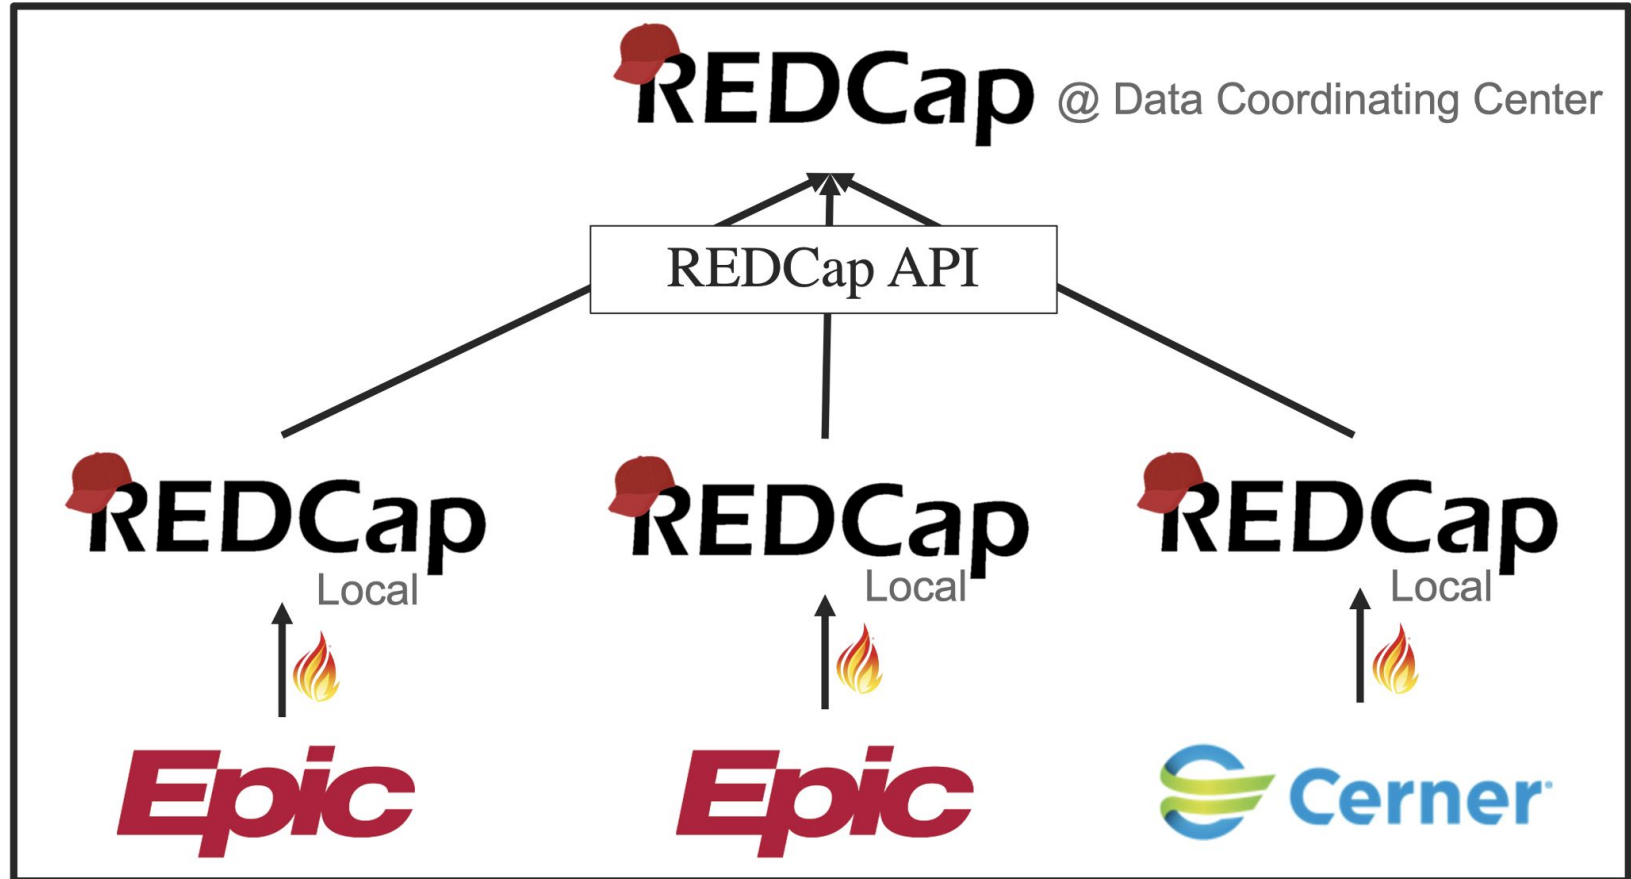 REDCap @ Data Coordinating Center
REDCap API
REDCap REDCap REDCap
Local Local Local
Epic Epic Cerner